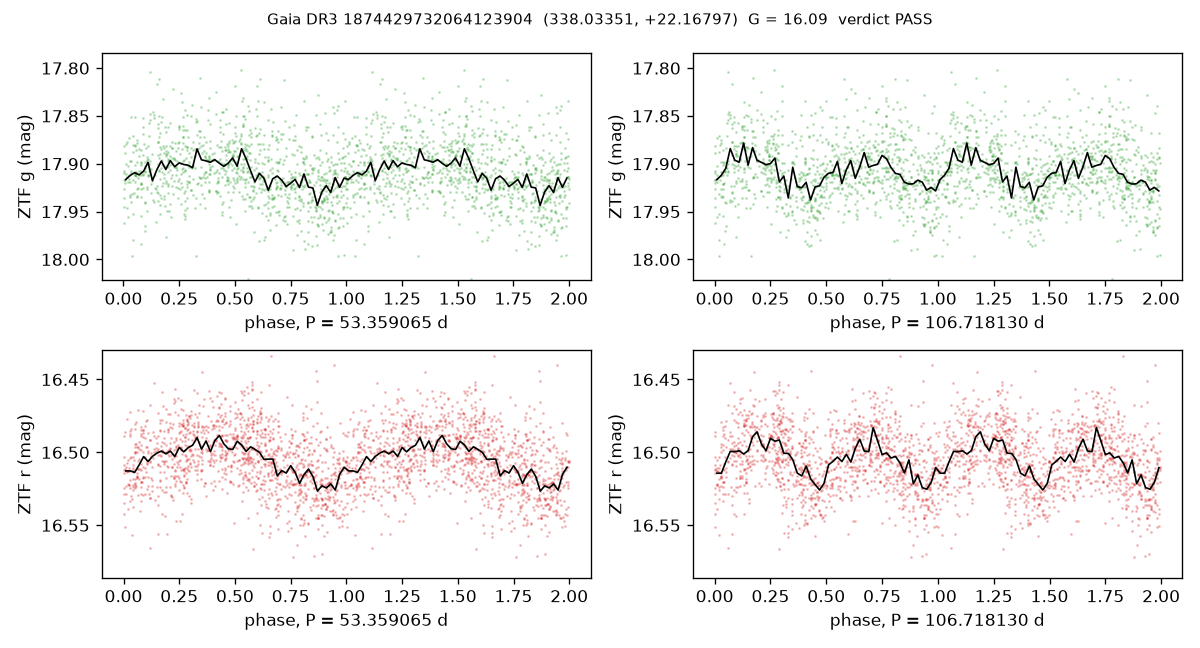 Gaia DR3 1874429732064123904 (338.03351, +22.16797) G = 16.09 verdict PASS
ZTF g (mag)
17.80
17.85
17.90
17.95
18.00
0.00 0.25 0.50 0.75 1.00 1.25 1.50 1.75 2.00
phase, P = 53.359065 d
ZTF g (mag)
17.80
17.85
17.90
17.95
18.00
0.00 0.25 0.50 0.75 1.00 1.25 1.50 1.75 2.00
phase, P = 106.718130 d
ZTF r (mag)
16.45
16.50
16.55
0.00 0.25 0.50 0.75 1.00 1.25 1.50 1.75 2.00
phase, P = 53.359065 d
ZTF r (mag)
16.45
16.50
16.55
0.00 0.25 0.50 0.75 1.00 1.25 1.50 1.75 2.00
phase, P = 106.718130 d